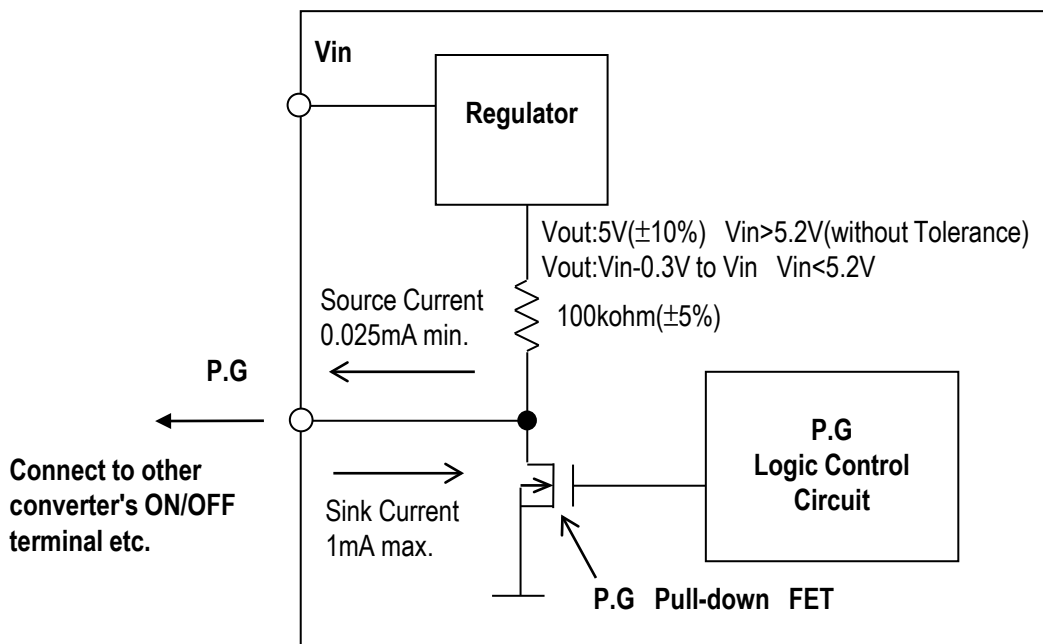 Vin
Regulator
Vout:5V(±10%) Vin>5.2V(without Tolerance)
Vout:Vin-0.3V to Vin Vin<5.2V
Source Current
0.025mA min.
100kohm(±5%)
P.G
P.G
Logic Control
Circuit
Connect to other
converter's ON/OFF
terminal etc.
Sink Current
1mA max.
P.G Pull-down FET